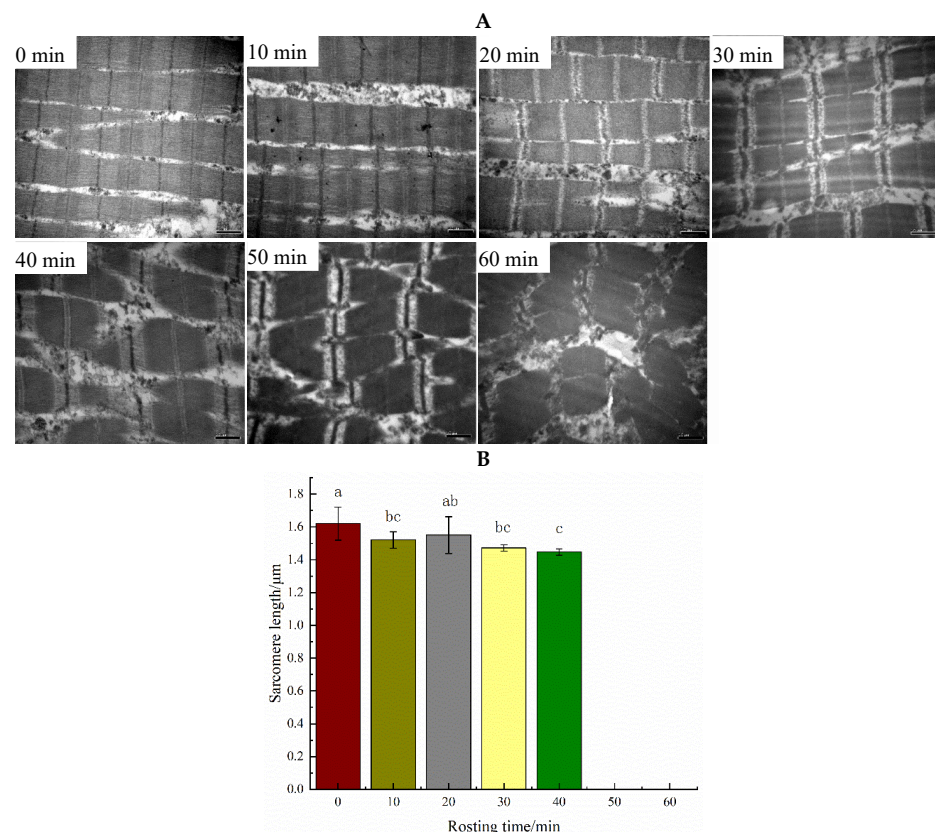 A
0 min
10 min
20 min
30 min
40 min
50 min
60 min
B
Sarcomere length/μm
1.8
1.6
1.4
1.2
1.0
0.8
0.6
0.4
0.2
0.0
a
bc
ab
bc
c
0 10 20 30 40 50 60
Rosting time/min